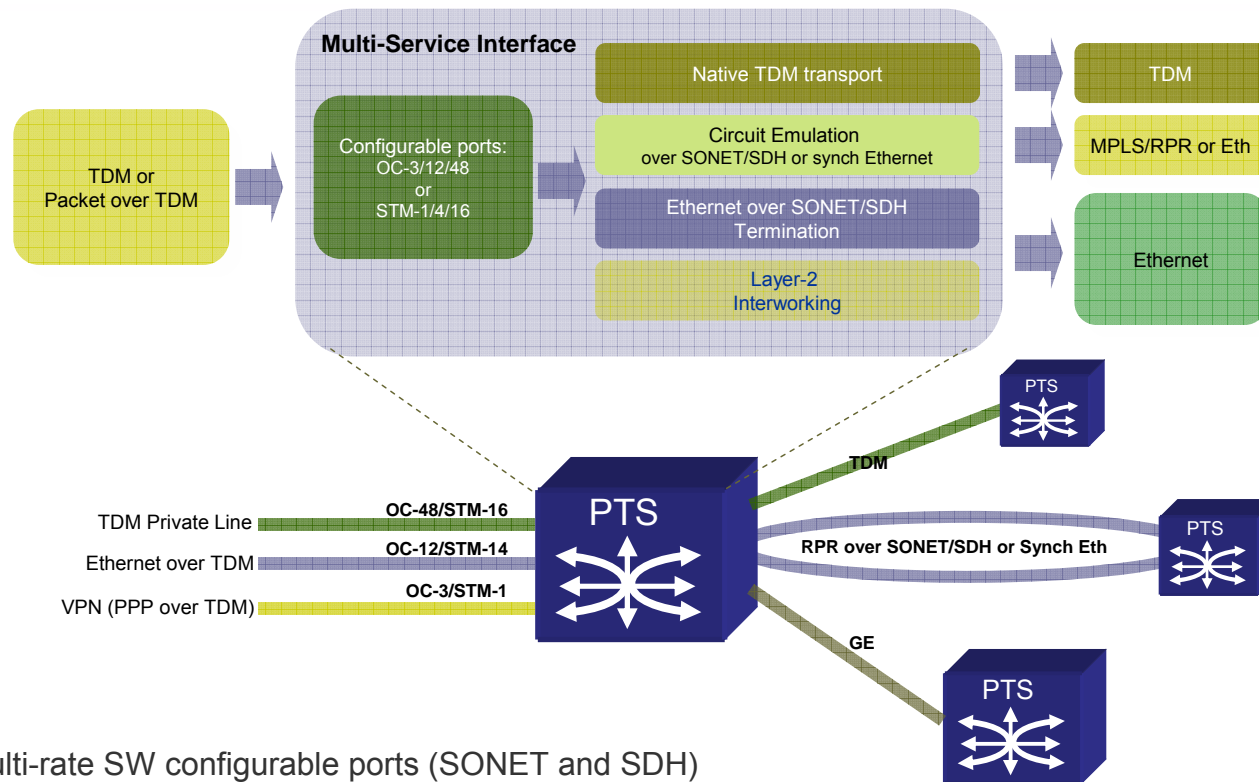 Multi-Service Interface
TDM or
Packet over TDM
Configurable ports:
OC-3/12/48
or
STM-1/4/16
Native TDM transport
Circuit Emulation
over SONET/SDH or synch Ethernet
Ethernet over SONET/SDH
Termination
Layer-2
Interworking
TDM
MPLS/RPR or Eth
Ethernet
TDM Private Line
OC-48/STM-16
Ethernet over TDM
OC-12/STM-14
VPN (PPP over TDM)
OC-3/STM-1
PTS
TDM
PTS
RPR over SONET/SDH or Synch Eth
PTS
GE
PTS
ulti-rate SW configurable ports (SONET and SDH)